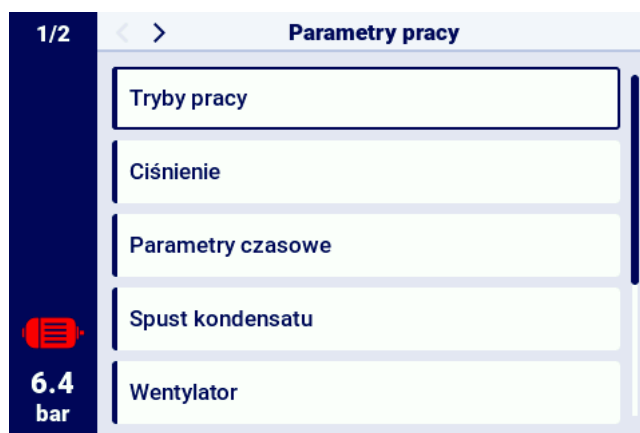 1/2
< >
Parametry pracy
Tryby pracy
Ciśnienie
Parametry czasowe
Spust kondensatu
Wentylator
6.4
bar